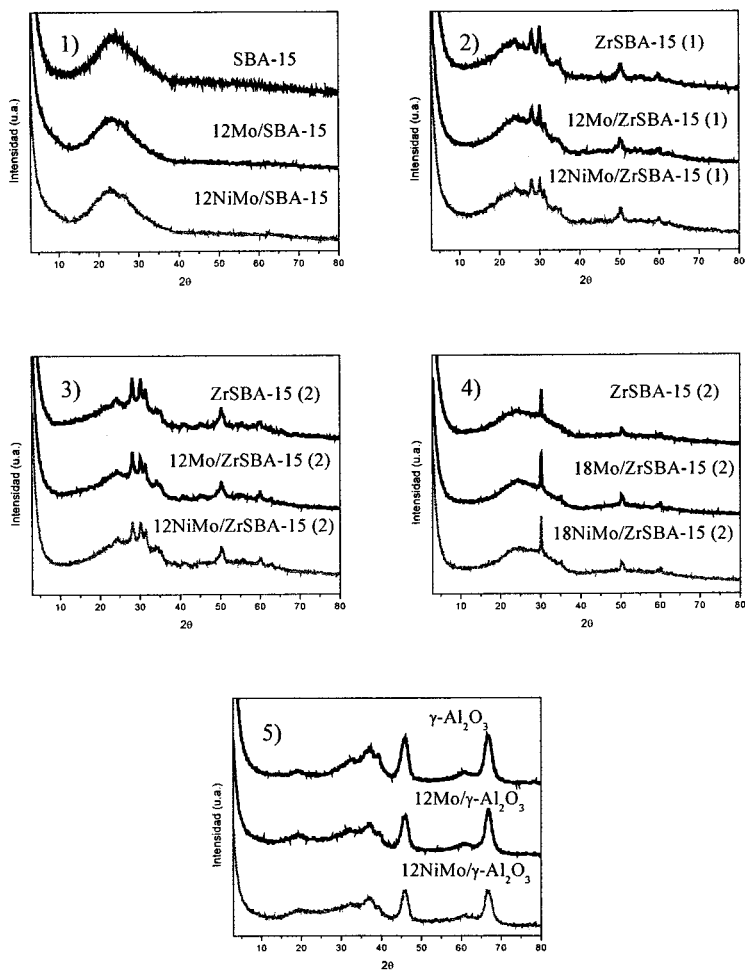 1)
SBA-15
12Mo/SBA-15
12NiMo/SBA-15
Intensidad (u.a.)
10 20 30 40 50 60 70 80
2θ
2)
ZrSBA-15 (1)
12Mo/ZrSBA-15 (1)
12NiMo/ZrSBA-15 (1)
Intensidad (u.a.)
10 20 30 40 50 60 70 80
2θ
3)
ZrSBA-15 (2)
12Mo/ZrSBA-15 (2)
12NiMo/ZrSBA-15 (2)
Intensidad (u.a.)
10 20 30 40 50 60 70 80
2θ
4)
ZrSBA-15 (2)
18Mo/ZrSBA-15 (2)
18NiMo/ZrSBA-15 (2)
Intensidad (u.a.)
10 20 30 40 50 60 70 80
2θ
5)
γ-Al₂O₃
12Mo/γ-Al₂O₃
12NiMo/γ-Al₂O₃
Intensidad (u.a.)
10 20 30 40 50 60 70 80
2θ